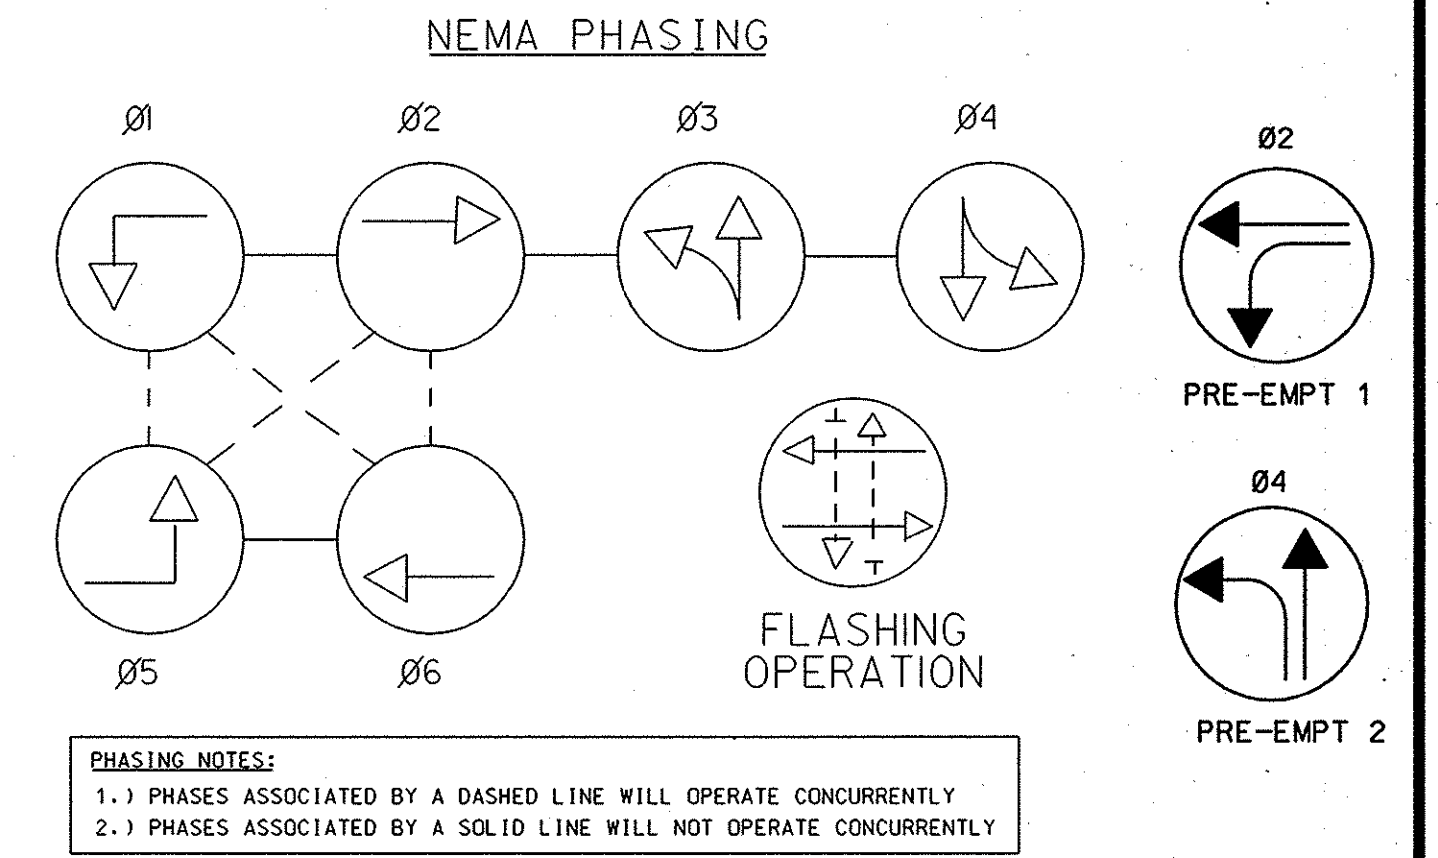 NEMA PHASING
Ø1
Ø2
Ø3
Ø4
Ø2
PRE-EMPT 1
Ø5
Ø6
FLASHING
OPERATION
Ø4
PRE-EMPT 2
PHASING NOTES:
1.) PHASES ASSOCIATED BY A DASHED LINE WILL OPERATE CONCURRENTLY
2.) PHASES ASSOCIATED BY A SOLID LINE WILL NOT OPERATE CONCURRENTLY